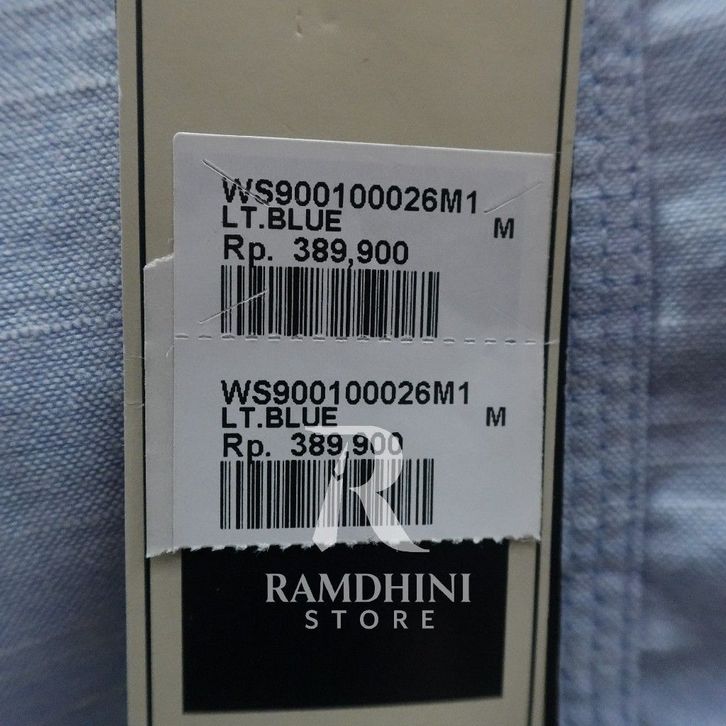 WS900100026M1
LT.BLUE M
Rp. 389,900
WS900100026M1
LT.BLUE M
Rp. 389,900
R
RAMDHINI
STORE